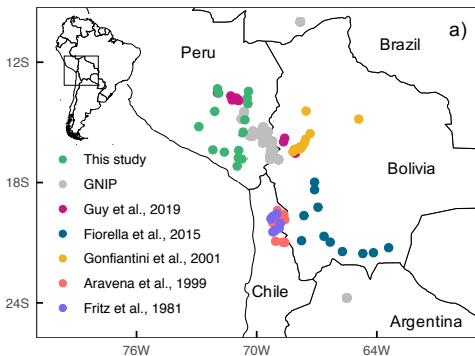 a)
Peru
Brazil
12S
This study
GNIP
Bolivia
18S
Guy et al., 2019
Fiorella et al., 2015
Gonfiantini et al., 2001
Aravena et al., 1999
Fritz et al., 1981
Chile
24S
Argentina
76W 70W 64W